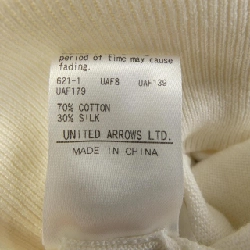 period of time may cause
fading.
621-1 UAF8
UAF179
70% COTTON
30% SILK
UNITED ARROWS LTD.
MADE IN CHINA